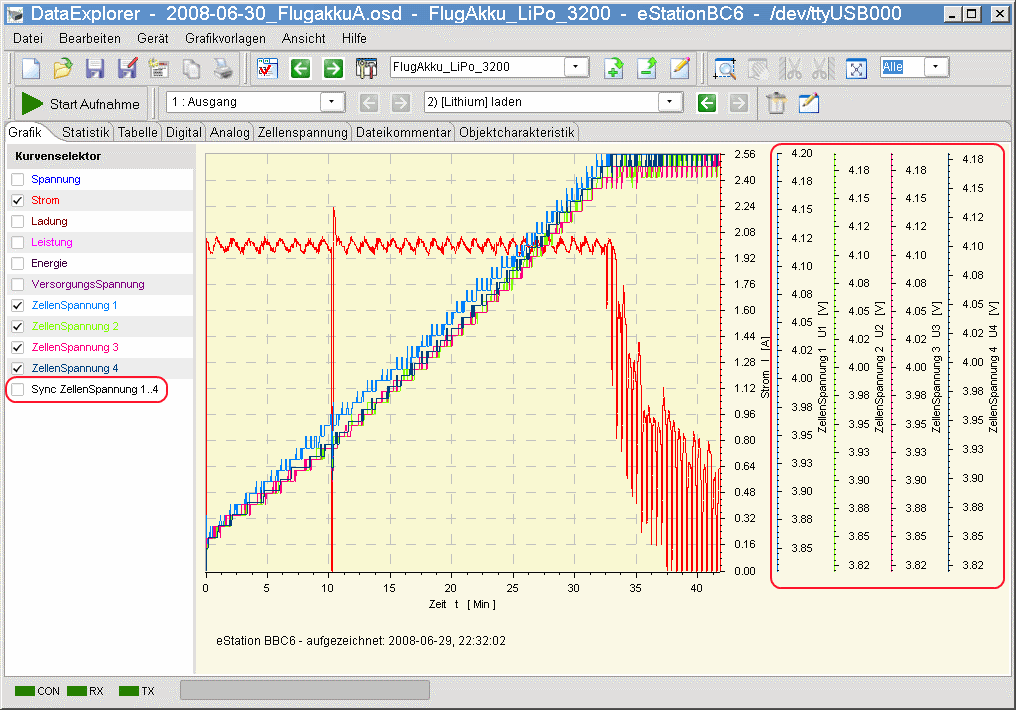 DataExplorer - 2008-06-30_FlugakkuA.osd - FlugAkku_LiPo_3200 - eStationBC6 - /dev/ttyUSB000
Datei Bearbeiten Gerät Grafikvorlagen Ansicht Hilfe
FlugAkku_LiPo_3200 Alle
Start Aufnahme 1 : Ausgang 2) [Lithium] laden
Grafik Statistik Tabelle Digital Analog Zellenspannung Dateikommentar Objektcharakteristik
Kurvenselektor
Spannung
Strom
Ladung
Leistung
Energie
VersorgungsSpannung
ZellenSpannung 1
ZellenSpannung 2
ZellenSpannung 3
ZellenSpannung 4
Sync ZellenSpannung 1..4
2.56
2.40
2.24
2.08
1.92
1.76
1.60
1.44
1.28
1.12
0.96
0.80
0.64
0.48
0.32
0.16
0.00
Strom I [A]
4.20
4.18
4.15
4.12
4.10
4.08
4.05
4.02
4.00
3.98
3.95
3.93
3.90
3.88
3.85
ZellenSpannung 1 U1 [V]
4.18
4.15
4.12
4.10
4.08
4.05
4.02
4.00
3.98
3.95
3.93
3.90
3.88
3.85
3.82
ZellenSpannung 2 U2 [V]
4.18
4.15
4.12
4.10
4.08
4.05
4.02
4.00
3.98
3.95
3.93
3.90
3.88
3.85
3.82
ZellenSpannung 3 U3 [V]
4.18
4.15
4.12
4.10
4.08
4.05
4.02
4.00
3.98
3.95
3.93
3.90
3.88
3.85
3.82
ZellenSpannung 4 U4 [V]
0 5 10 15 20 25 30 35 40
Zeit t [ Min ]
eStation BBC6 - aufgezeichnet: 2008-06-29, 22:32:02
CON RX TX